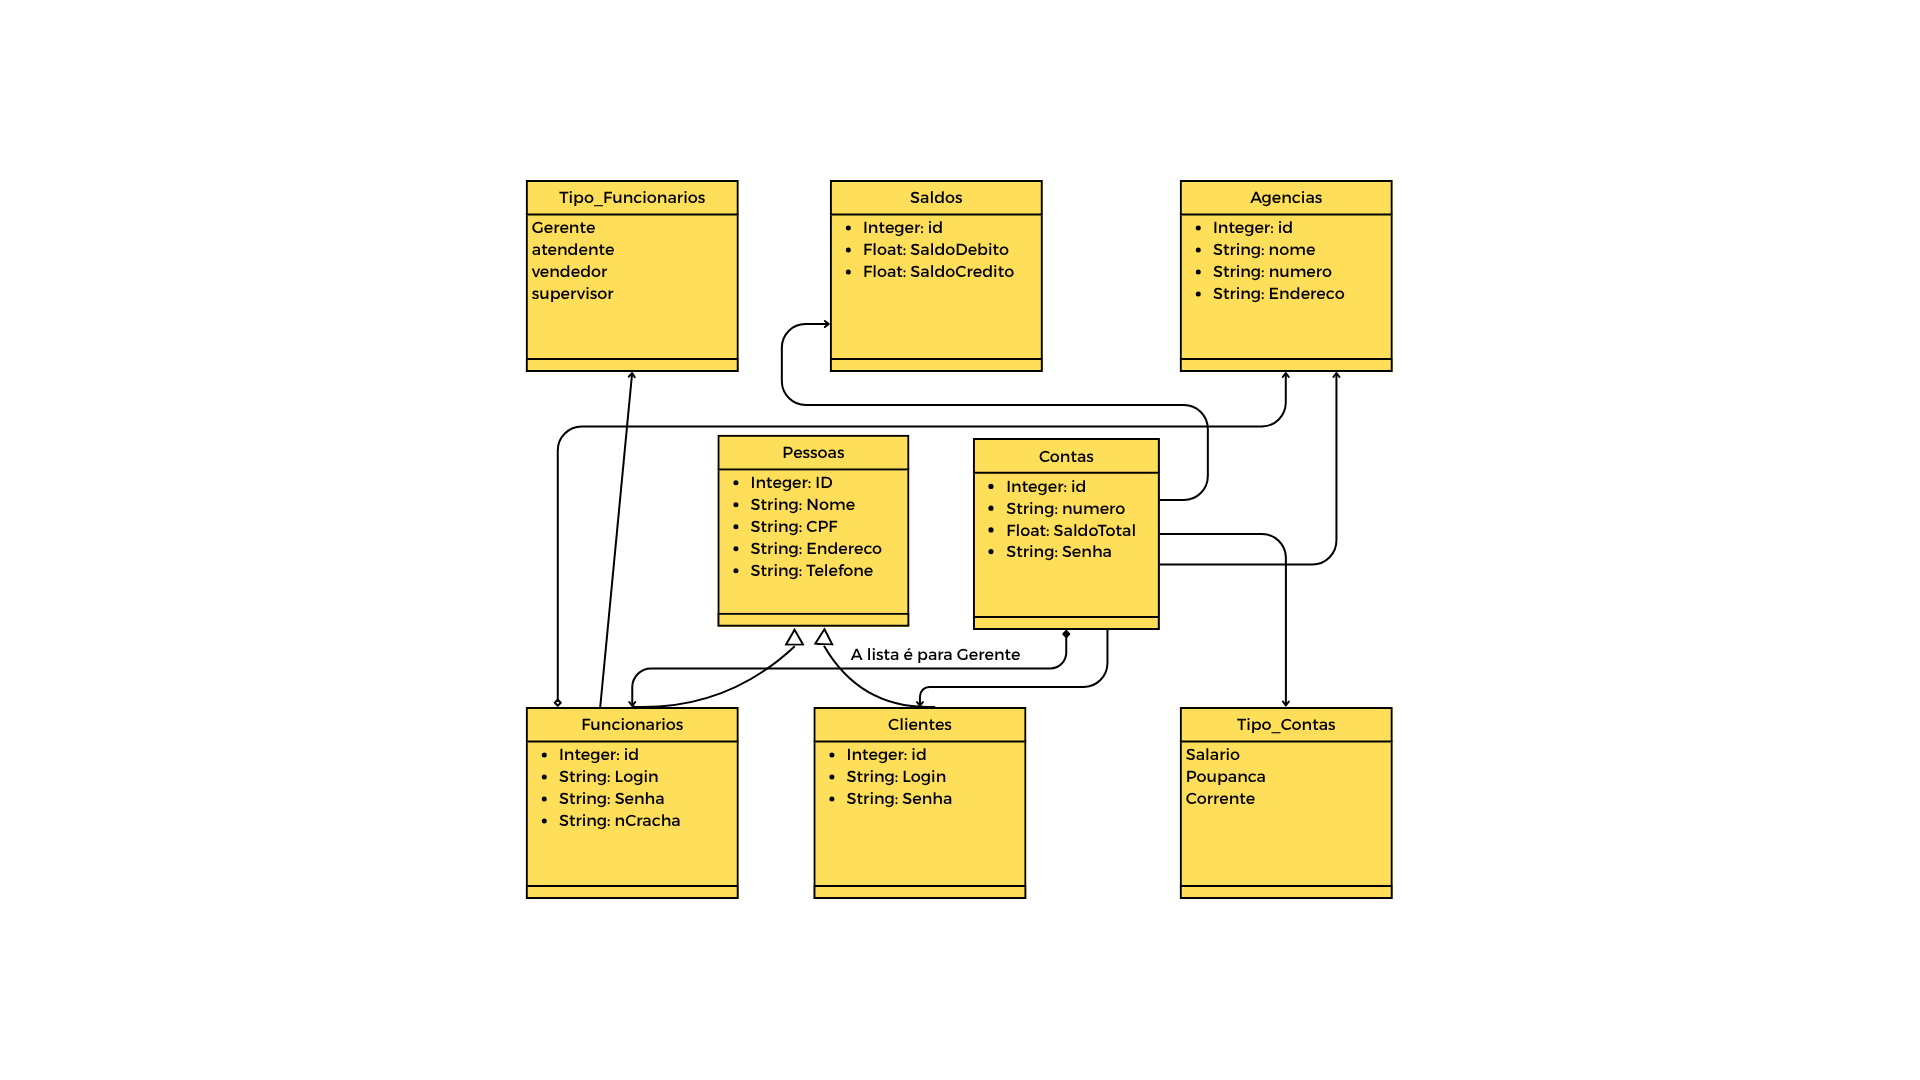 Tipo_Funcionarios
Gerente
atendente
vendedor
supervisor
Saldos
Integer: id
Float: SaldoDebito
Float: SaldoCredito
Agencias
Integer: id
String: nome
String: numero
String: Endereco
Pessoas
Integer: ID
String: Nome
String: CPF
String: Endereco
String: Telefone
Contas
Integer: id
String: numero
Float: SaldoTotal
String: Senha
A lista é para Gerente
Funcionarios
Integer: id
String: Login
String: Senha
String: nCracha
Clientes
Integer: id
String: Login
String: Senha
Tipo_Contas
Salario
Poupanca
Corrente